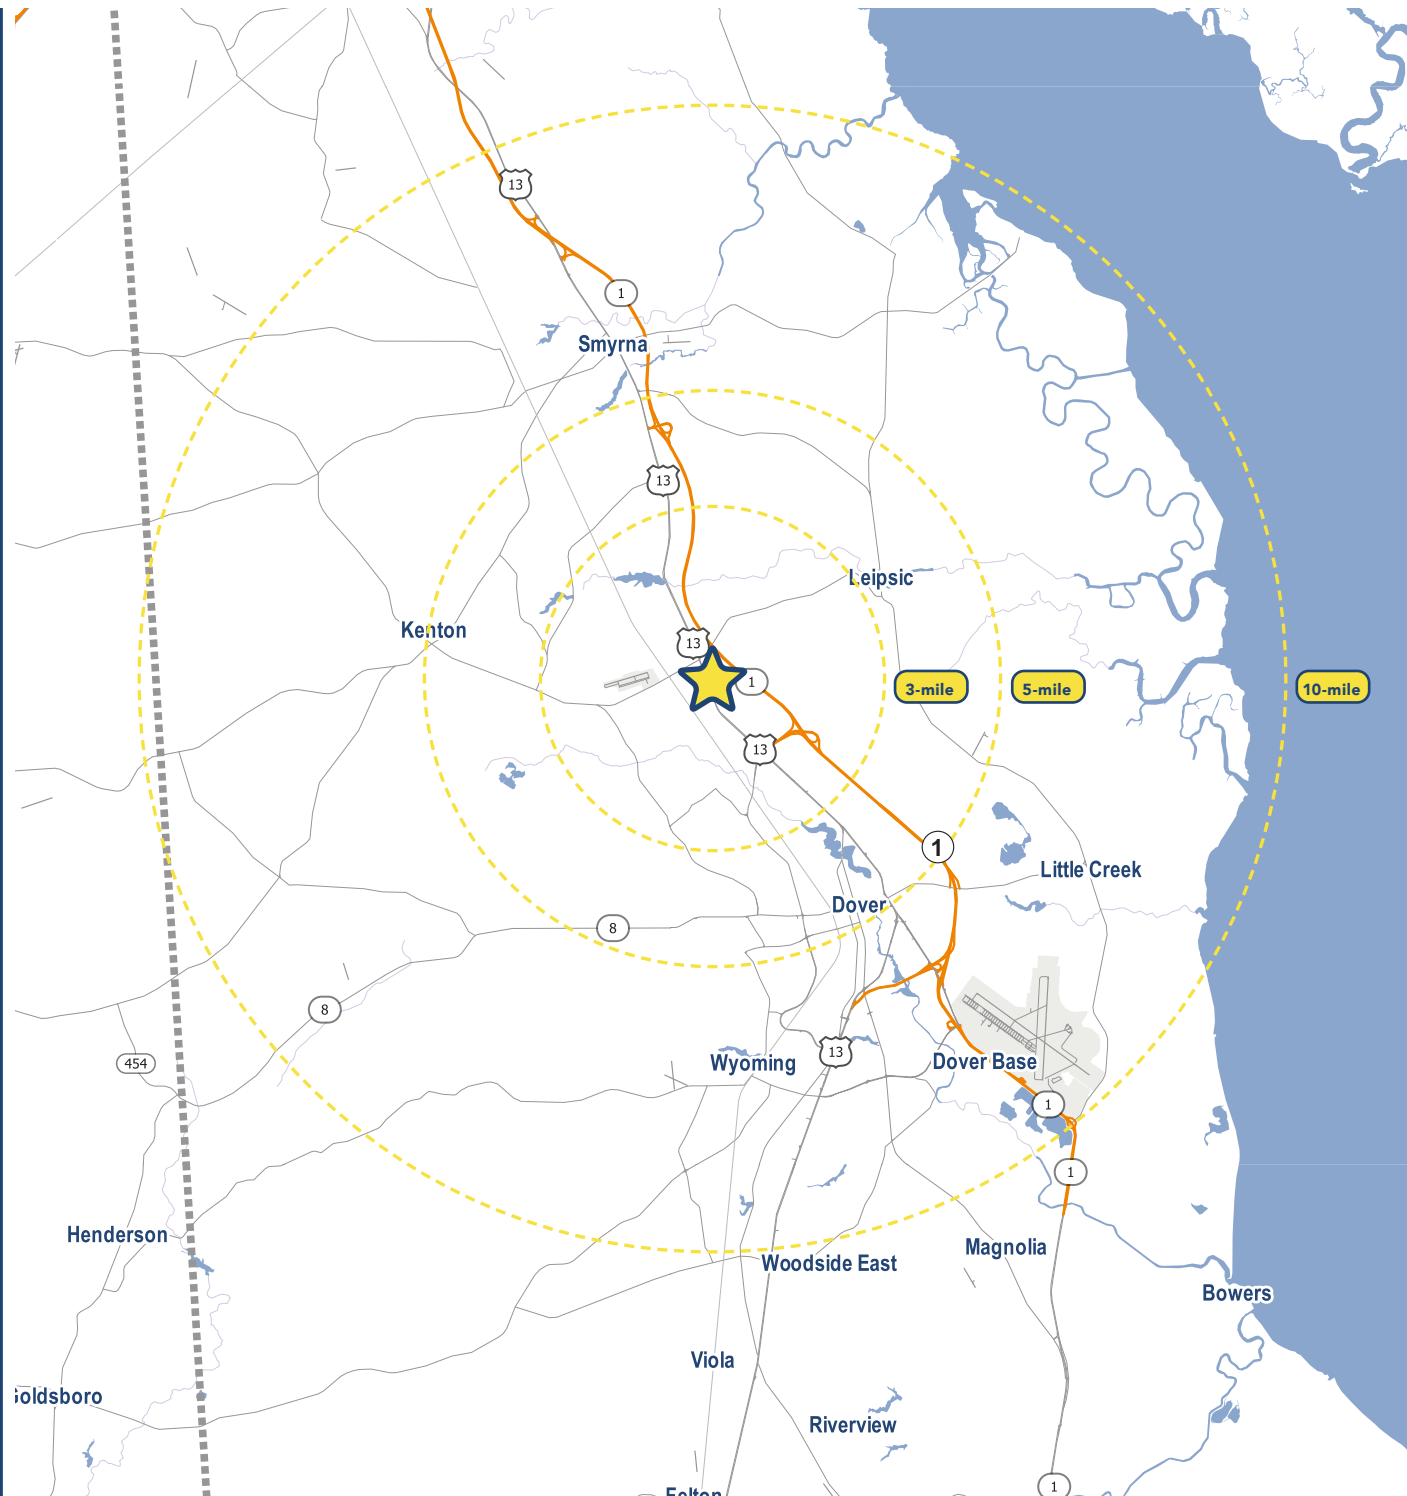 13
1
Smyrna
13
Leipsic
Kenton
13
1
3-mile
5-mile
10-mile
13
1
Little Creek
Dover
8
8
13
454
Wyoming
Dover Base
1
1
Henderson
Magnolia
Woodside East
Bowers
Viola
oldsboro
Riverview
1
Felton